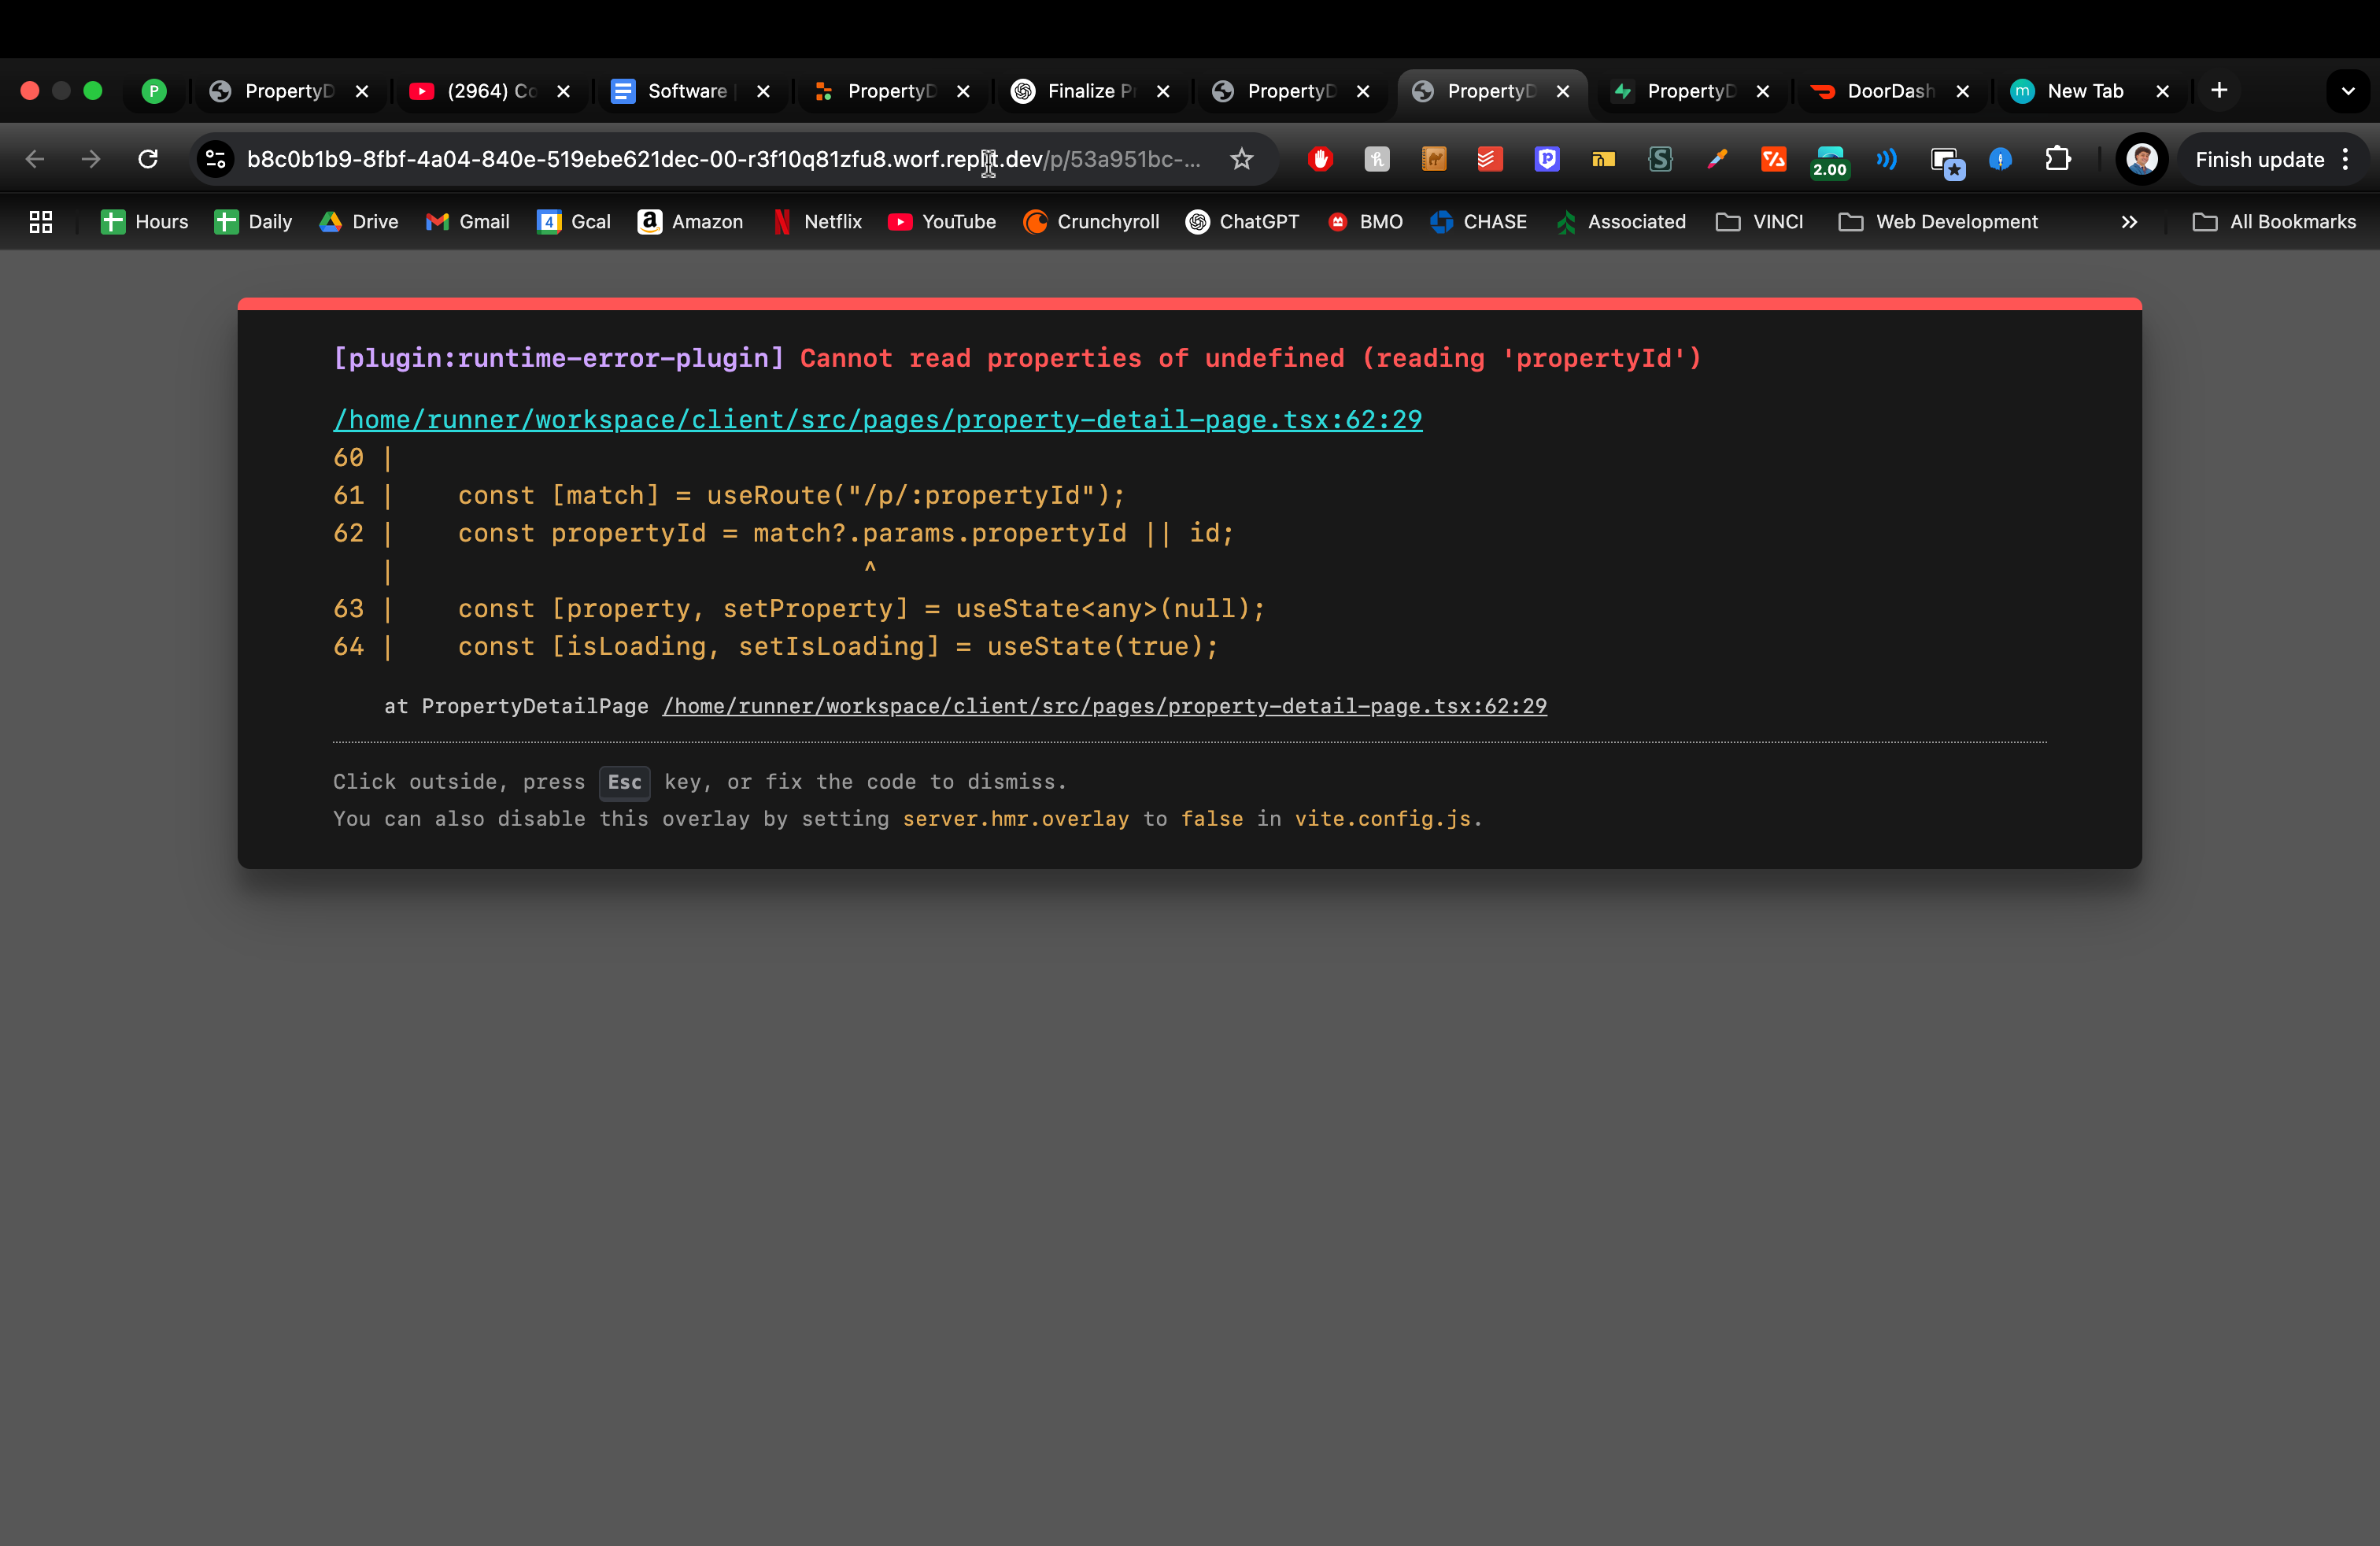 P PropertyD (2964) Co Software PropertyD Finalize Pr PropertyD PropertyD PropertyD DoorDash m New Tab
b8c0b1b9-8fbf-4a04-840e-519ebe621dec-00-r3f10q81zfu8.worf.replit.dev/p/53a951bc-... 2.00 Finish update
Hours Daily Drive Gmail 4 Gcal a Amazon Netflix YouTube Crunchyroll ChatGPT BMO CHASE Associated VINCI Web Development All Bookmarks
[plugin:runtime-error-plugin] Cannot read properties of undefined (reading 'propertyId')
/home/runner/workspace/client/src/pages/property-detail-page.tsx:62:29
60 |
61 | const [match] = useRoute("/p/:propertyId");
62 | const propertyId = match?.params.propertyId || id;
| ^
63 | const [property, setProperty] = useState<any>(null);
64 | const [isLoading, setIsLoading] = useState(true);
at PropertyDetailPage /home/runner/workspace/client/src/pages/property-detail-page.tsx:62:29
Click outside, press Esc key, or fix the code to dismiss.
You can also disable this overlay by setting server.hmr.overlay to false in vite.config.js.